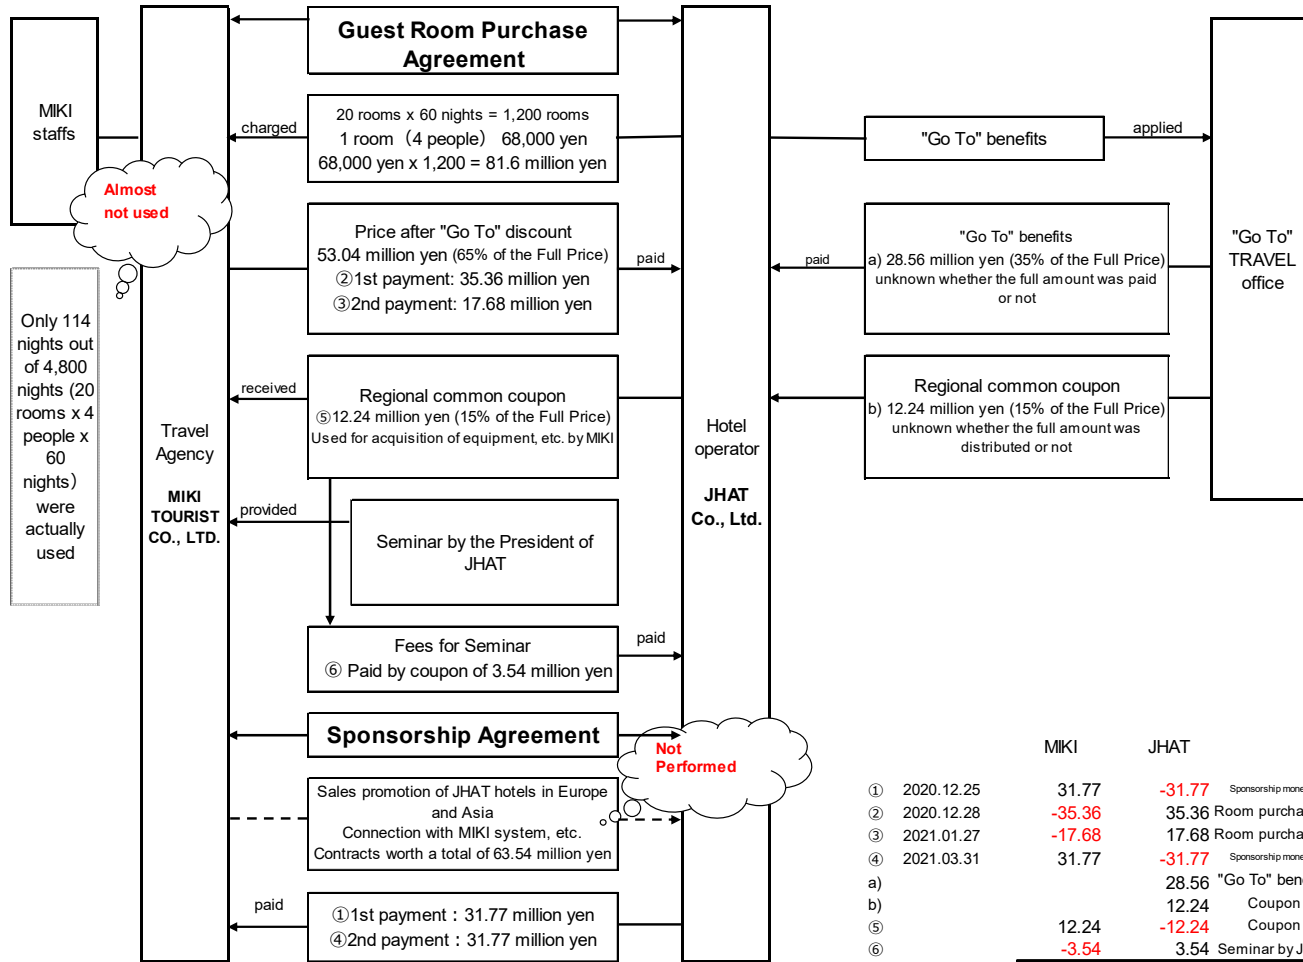 Guest Room Purchase
Agreement
MIKI
staffs
charged
20 rooms x 60 nights = 1,200 rooms
1 room （4 people） 68,000 yen
68,000 yen x 1,200 = 81.6 million yen
"Go To" benefits
applied
Almost
not used
Price after "Go To" discount
53.04 million yen (65% of the Full Price)
②1st payment: 35.36 million yen
③2nd payment: 17.68 million yen
paid
paid
"Go To" benefits
a) 28.56 million yen (35% of the Full Price)
unknown whether the full amount was paid
or not
"Go To"
TRAVEL
office
Only 114
nights out
of 4,800
nights (20
rooms x 4
people x
60
nights）
were
actually
used
received
Regional common coupon
⑤12.24 million yen (15% of the Full Price)
Used for acquisition of equipment, etc. by MIKI
Regional common coupon
b) 12.24 million yen (15% of the Full Price)
unknown whether the full amount was
distributed or not
Travel
Agency
MIKI
TOURIST
CO., LTD.
Hotel
operator
JHAT
Co., Ltd.
provided
Seminar by the President of
JHAT
Fees for Seminar
⑥ Paid by coupon of 3.54 million yen
paid
Sponsorship Agreement
Not
Performed
Sales promotion of JHAT hotels in Europe
and Asia
Connection with MIKI system, etc.
Contracts worth a total of 63.54 million yen
paid
①1st payment：31.77 million yen
④2nd payment：31.77 million yen
MIKI JHAT
① 2020.12.25 31.77 -31.77 Sponsorship
② 2020.12.28 -35.36 35.36 Room
③ 2021.01.27 -17.68 17.68 Room
④ 2021.03.31 31.77 -31.77 Sponsorship
a) 28.56 "Go To"
b) 12.24 Coupon
⑤ 12.24 -12.24 Coupon
⑥ -3.54 3.54 Seminar by